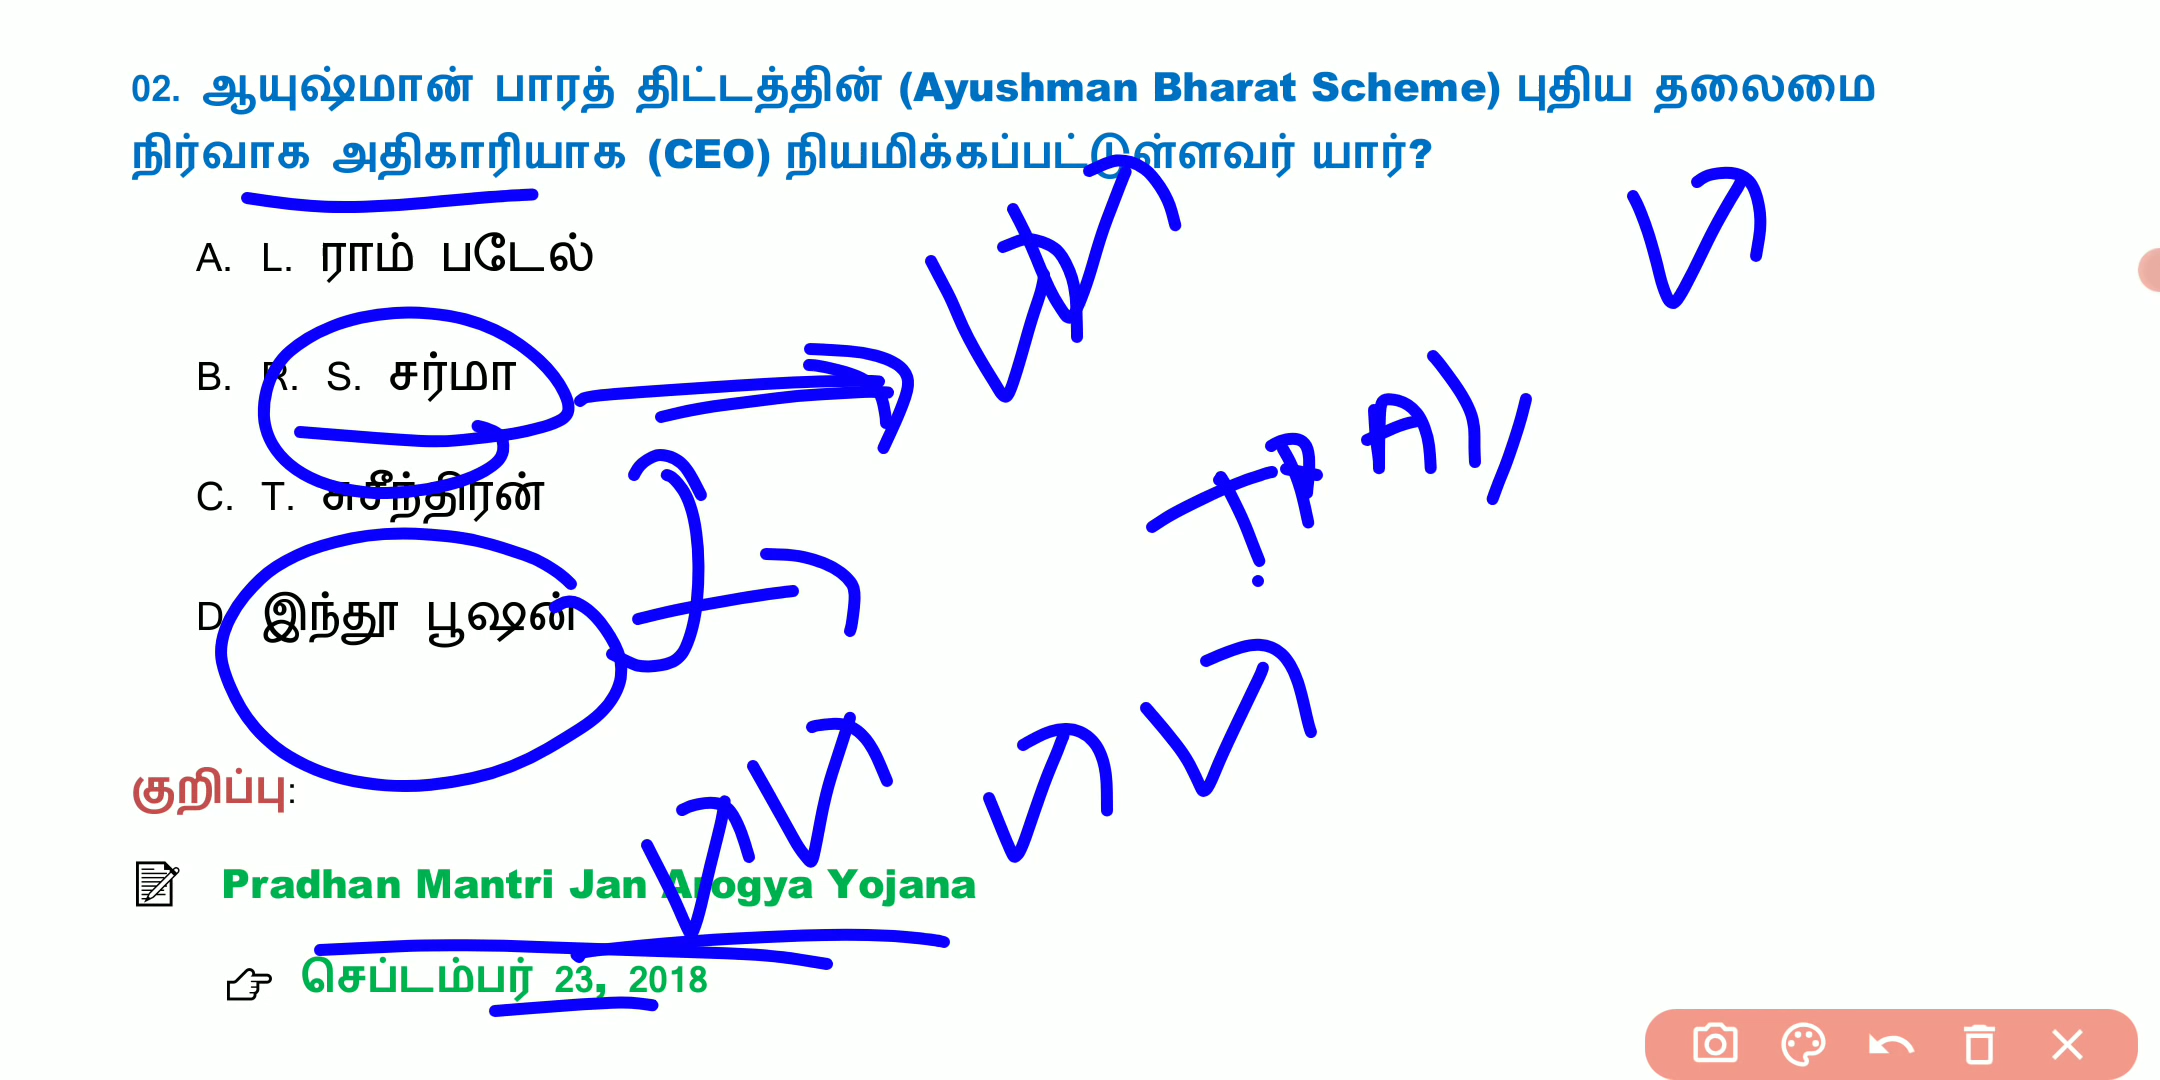 02. ஆயுஷ்மான் பாரத் திட்டத்தின் (Ayushman Bharat Scheme) புதிய தலைமை
நிர்வாக அதிகாரியாக (CEO) நியமிக்கப்பட்டுள்ளவர் யார்?
A. L. ராம் படேல்
B. R. S. சர்மா
C. T. சுசீந்திரன்
D. இந்தூ பூஷன்
TRAI
குறிப்பு:
Pradhan Mantri Jan Arogya Yojana
செப்டம்பர் 23, 2018